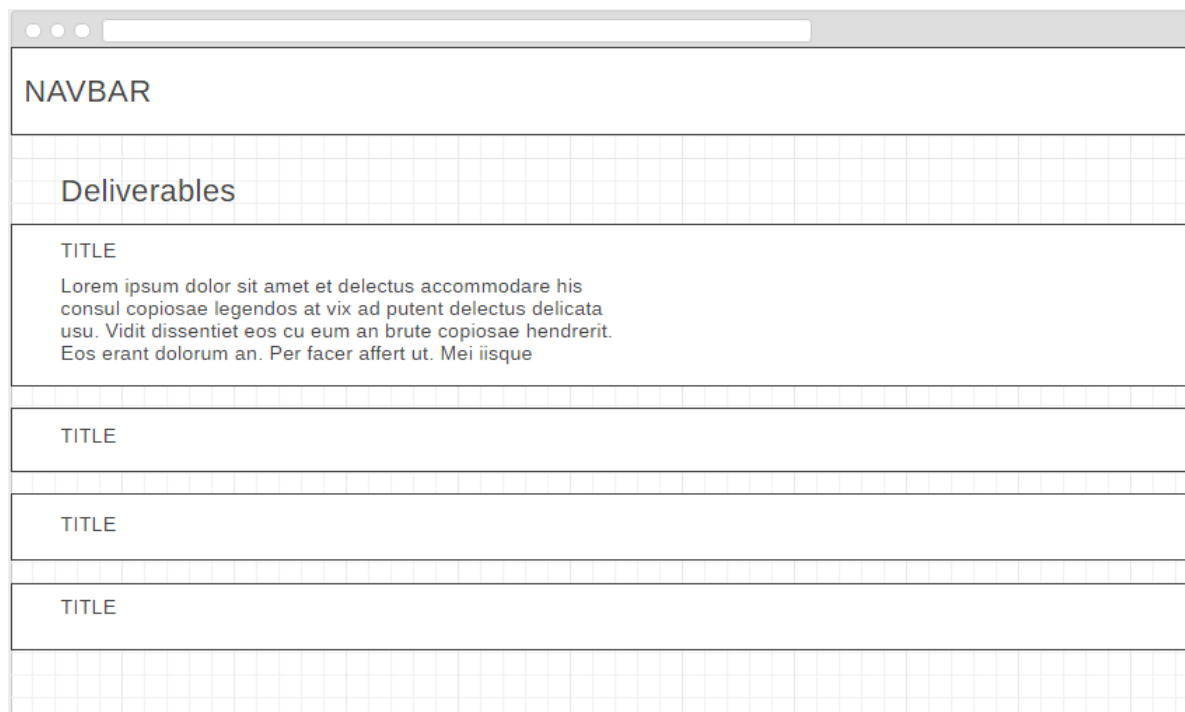 NAVBAR
Deliverables
TITLE
Lorem ipsum dolor sit amet et delectus accommodare his
consul copiosae legendos at vix ad putent delectus delicata
usu. Vidit dissentiet eos cu eum an brute copiosae hendrerit.
Eos erant dolorum an. Per facer affert ut. Mei iisque
TITLE
TITLE
TITLE